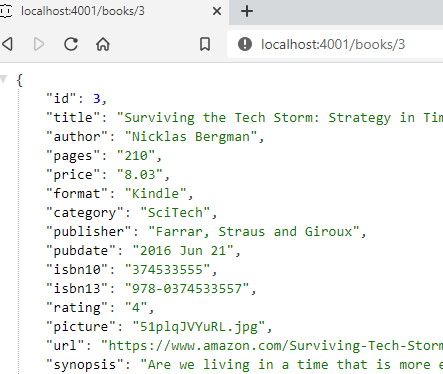 localhost:4001/books/3
localhost:4001/books/3
{
"id": 3,
"title": "Surviving the Tech Storm: Strategy in Tim
"author": "Nicklas Bergman",
"pages": "210",
"price": "8.03",
"format": "Kindle",
"category": "SciTech",
"publisher": "Farrar, Straus and Giroux",
"pubdate": "2016 Jun 21",
"isbn10": "374533555",
"isbn13": "978-0374533557",
"rating": "4",
"picture": "51plqJVYuRL.jpg",
"url": "https://www.amazon.com/Surviving-Tech-Storm
"synopsis": "Are we living in a time that is more e